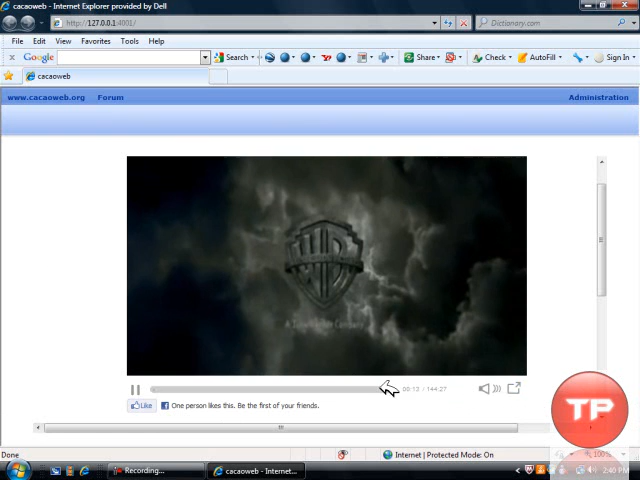 cacaoweb - Internet Explorer provided by Dell
http://127.0.0.1:4001/
Dictionary.com
File Edit View Favorites Tools Help
Google
Search
Share
Check
AutoFill
Sign In
cacaoweb
www.cacaoweb.org Forum Administration
WB
00:13 / 144:27
Like
One person likes this. Be the first of your friends.
TP
Done
Internet | Protected Mode: On
100%
Recording...
cacaoweb - Internet...
2:40 PM